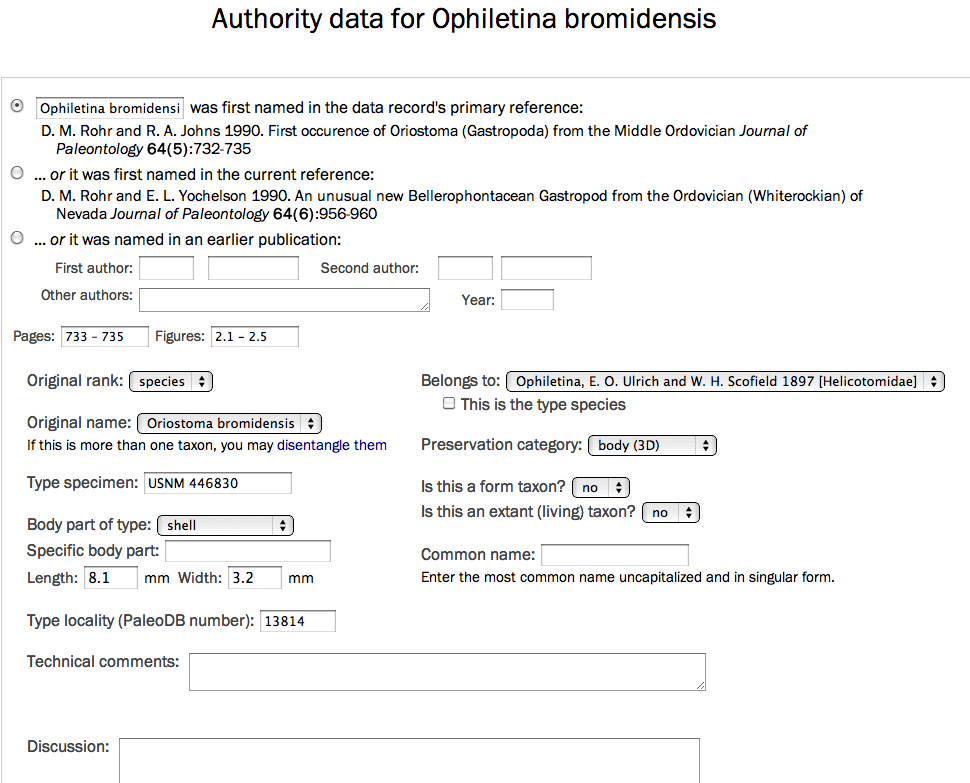 Authority data for Ophiletina bromidensis
Ophiletina bromidensi was first named in the data record's primary reference:
D. M. Rohr and R. A. Johns 1990. First occurence of Oriostoma (Gastropoda) from the Middle Ordovician Journal of
Paleontology 64(5):732-735
... or it was first named in the current reference:
D. M. Rohr and E. L. Yochelson 1990. An unusual new Bellerophontacean Gastropod from the Ordovician (Whiterockian) of
Nevada Journal of Paleontology 64(6):956-960
... or it was named in an earlier publication:
First author: Second author:
Other authors: Year:
Pages: 733 - 735 Figures: 2.1 - 2.5
Original rank: species Belongs to: Ophiletina, E. O. Ulrich and W. H. Scofield 1897 [Helicotomidae]
This is the type species
Original name: Oriostoma bromidensis
If this is more than one taxon, you may disentangle them
Preservation category: body (3D)
Type specimen: USNM 446830
Is this a form taxon? no
Is this an extant (living) taxon? no
Body part of type: shell
Specific body part:
Common name:
Length: 8.1 mm Width: 3.2 mm
Enter the most common name uncapitalized and in singular form.
Type locality (PaleoDB number): 13814
Technical comments:
Discussion: